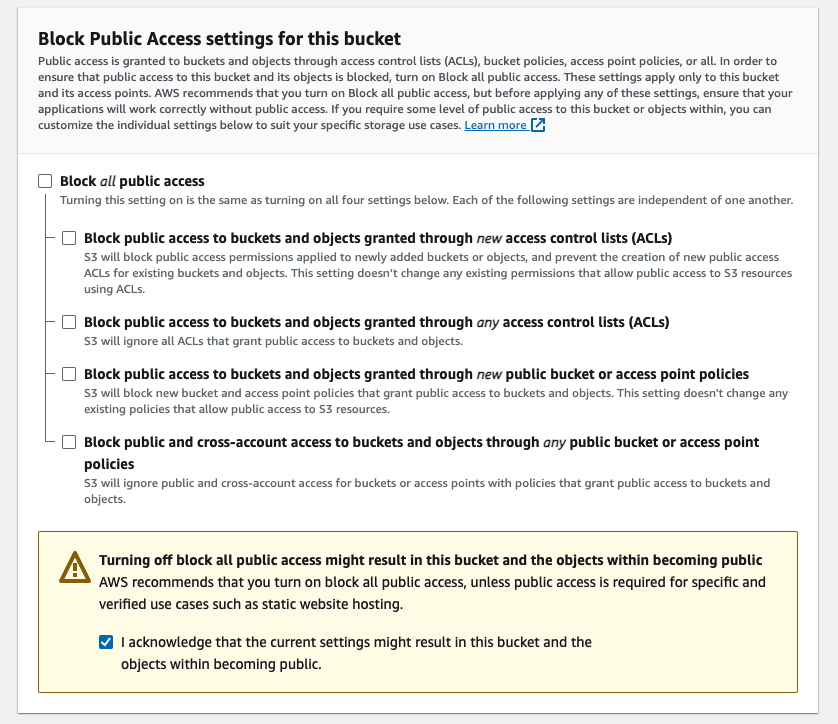 Block Public Access settings for this bucket
Public access is granted to buckets and objects through access control lists (ACLs), bucket policies, access point policies, or all. In order to
ensure that public access to this bucket and its objects is blocked, turn on Block all public access. These settings apply only to this bucket
and its access points. AWS recommends that you turn on Block all public access, but before applying any of these settings, ensure that your
applications will work correctly without public access. If you require some level of public access to this bucket or objects within, you can
customize the individual settings below to suit your specific storage use cases. Learn more
Block all public access
Turning this setting on is the same as turning on all four settings below. Each of the following settings are independent of one another.
Block public access to buckets and objects granted through new access control lists (ACLs)
S3 will block public access permissions applied to newly added buckets or objects, and prevent the creation of new public access
ACLs for existing buckets and objects. This setting doesn't change any existing permissions that allow public access to S3 resources
using ACLs.
Block public access to buckets and objects granted through any access control lists (ACLs)
S3 will ignore all ACLs that grant public access to buckets and objects.
Block public access to buckets and objects granted through new public bucket or access point policies
S3 will block new bucket and access point policies that grant public access to buckets and objects. This setting doesn't change any
existing policies that allow public access to S3 resources.
Block public and cross-account access to buckets and objects through any public bucket or access point
policies
S3 will ignore public and cross-account access for buckets or access points with policies that grant public access to buckets and
objects.
Turning off block all public access might result in this bucket and the objects within becoming public
AWS recommends that you turn on block all public access, unless public access is required for specific and
verified use cases such as static website hosting.
I acknowledge that the current settings might result in this bucket and the
objects within becoming public.